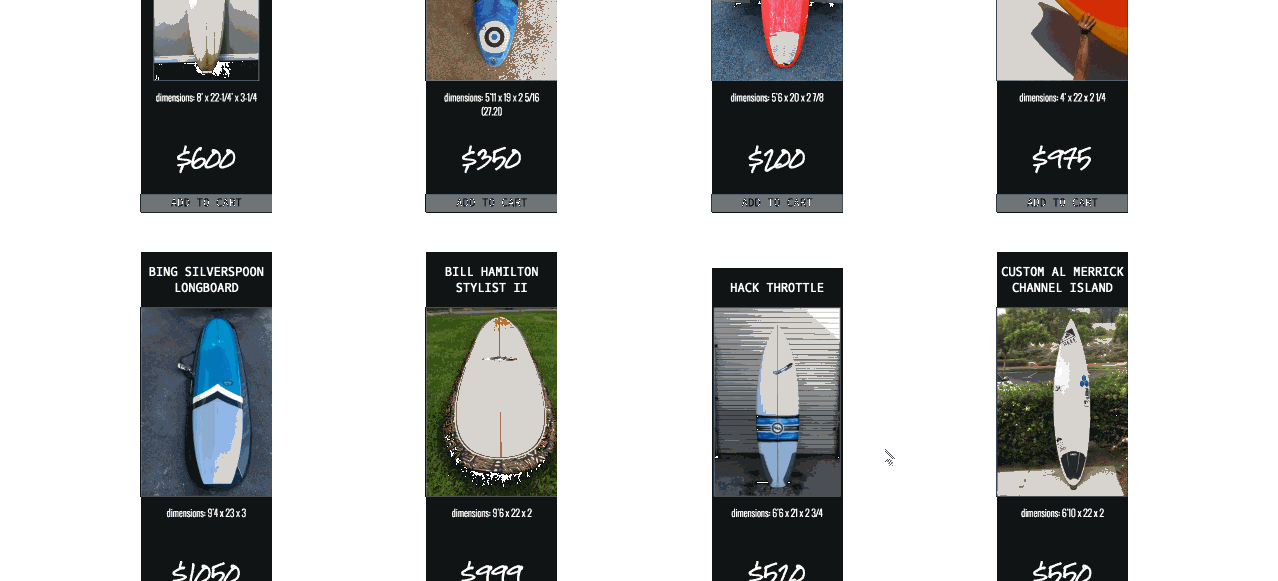 dimensions: 8' x 22-1/4" x 3-1/4
dimensions: 5'11 x 19 x 2 5/16
(27.2l)
dimensions: 5'6 x 20 x 2 7/8
dimensions: 4' x 22 x 2 1/4
$600
$350
$200
$975
ADD TO CART
ADD TO CART
ADD TO CART
ADD TO CART
BING SILVERSPOON
LONGBOARD
BILL HAMILTON
STYLIST II
HACK THROTTLE
CUSTOM AL MERRICK
CHANNEL ISLAND
dimensions: 9'4 x 23 x 3
dimensions: 9'6 x 22 x 2
dimensions: 6'6 x 21 x 2 3/4
dimensions: 6'10 x 22 x 2
$1050
$999
$520
$550